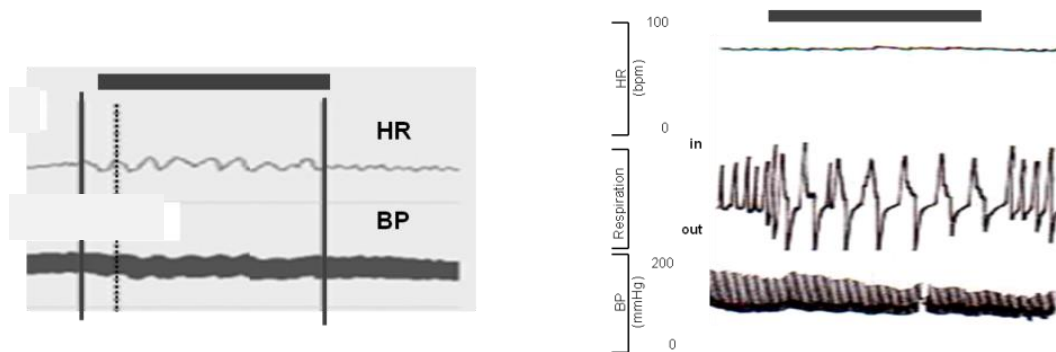 HR
BP
100
HR
(bpm)
0
in
Respiration
out
200
BP
(mmHg)
0